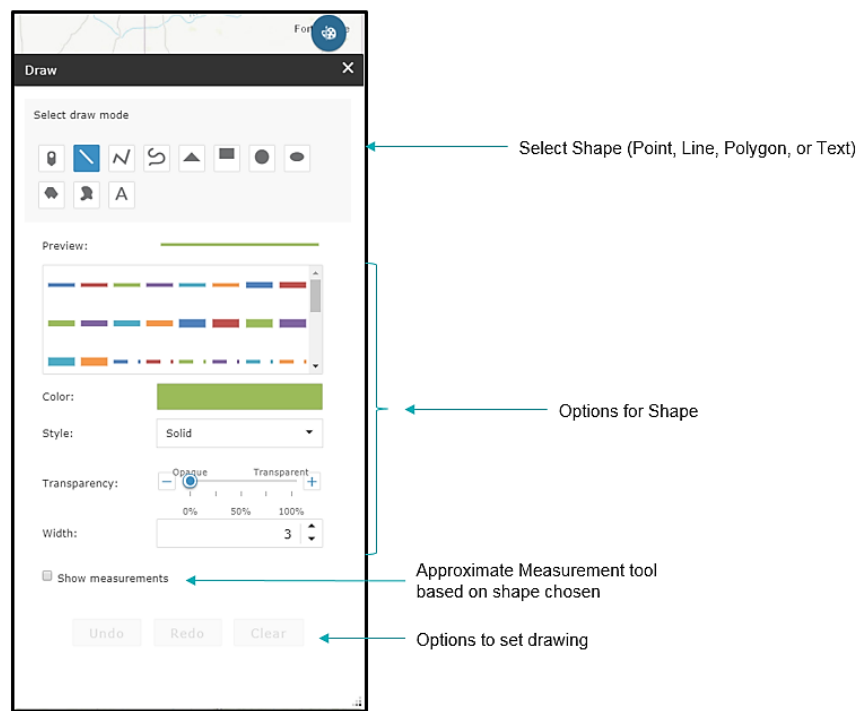 Draw
Select draw mode
Select Shape (Point, Line, Polygon, or Text)
A
Preview:
Color:
Options for Shape
Style: Solid
Opaque Transparent
Transparency:
0% 50% 100%
Width: 3
Show measurements
Approximate Measurement tool
based on shape chosen
Undo Redo Clear
Options to set drawing